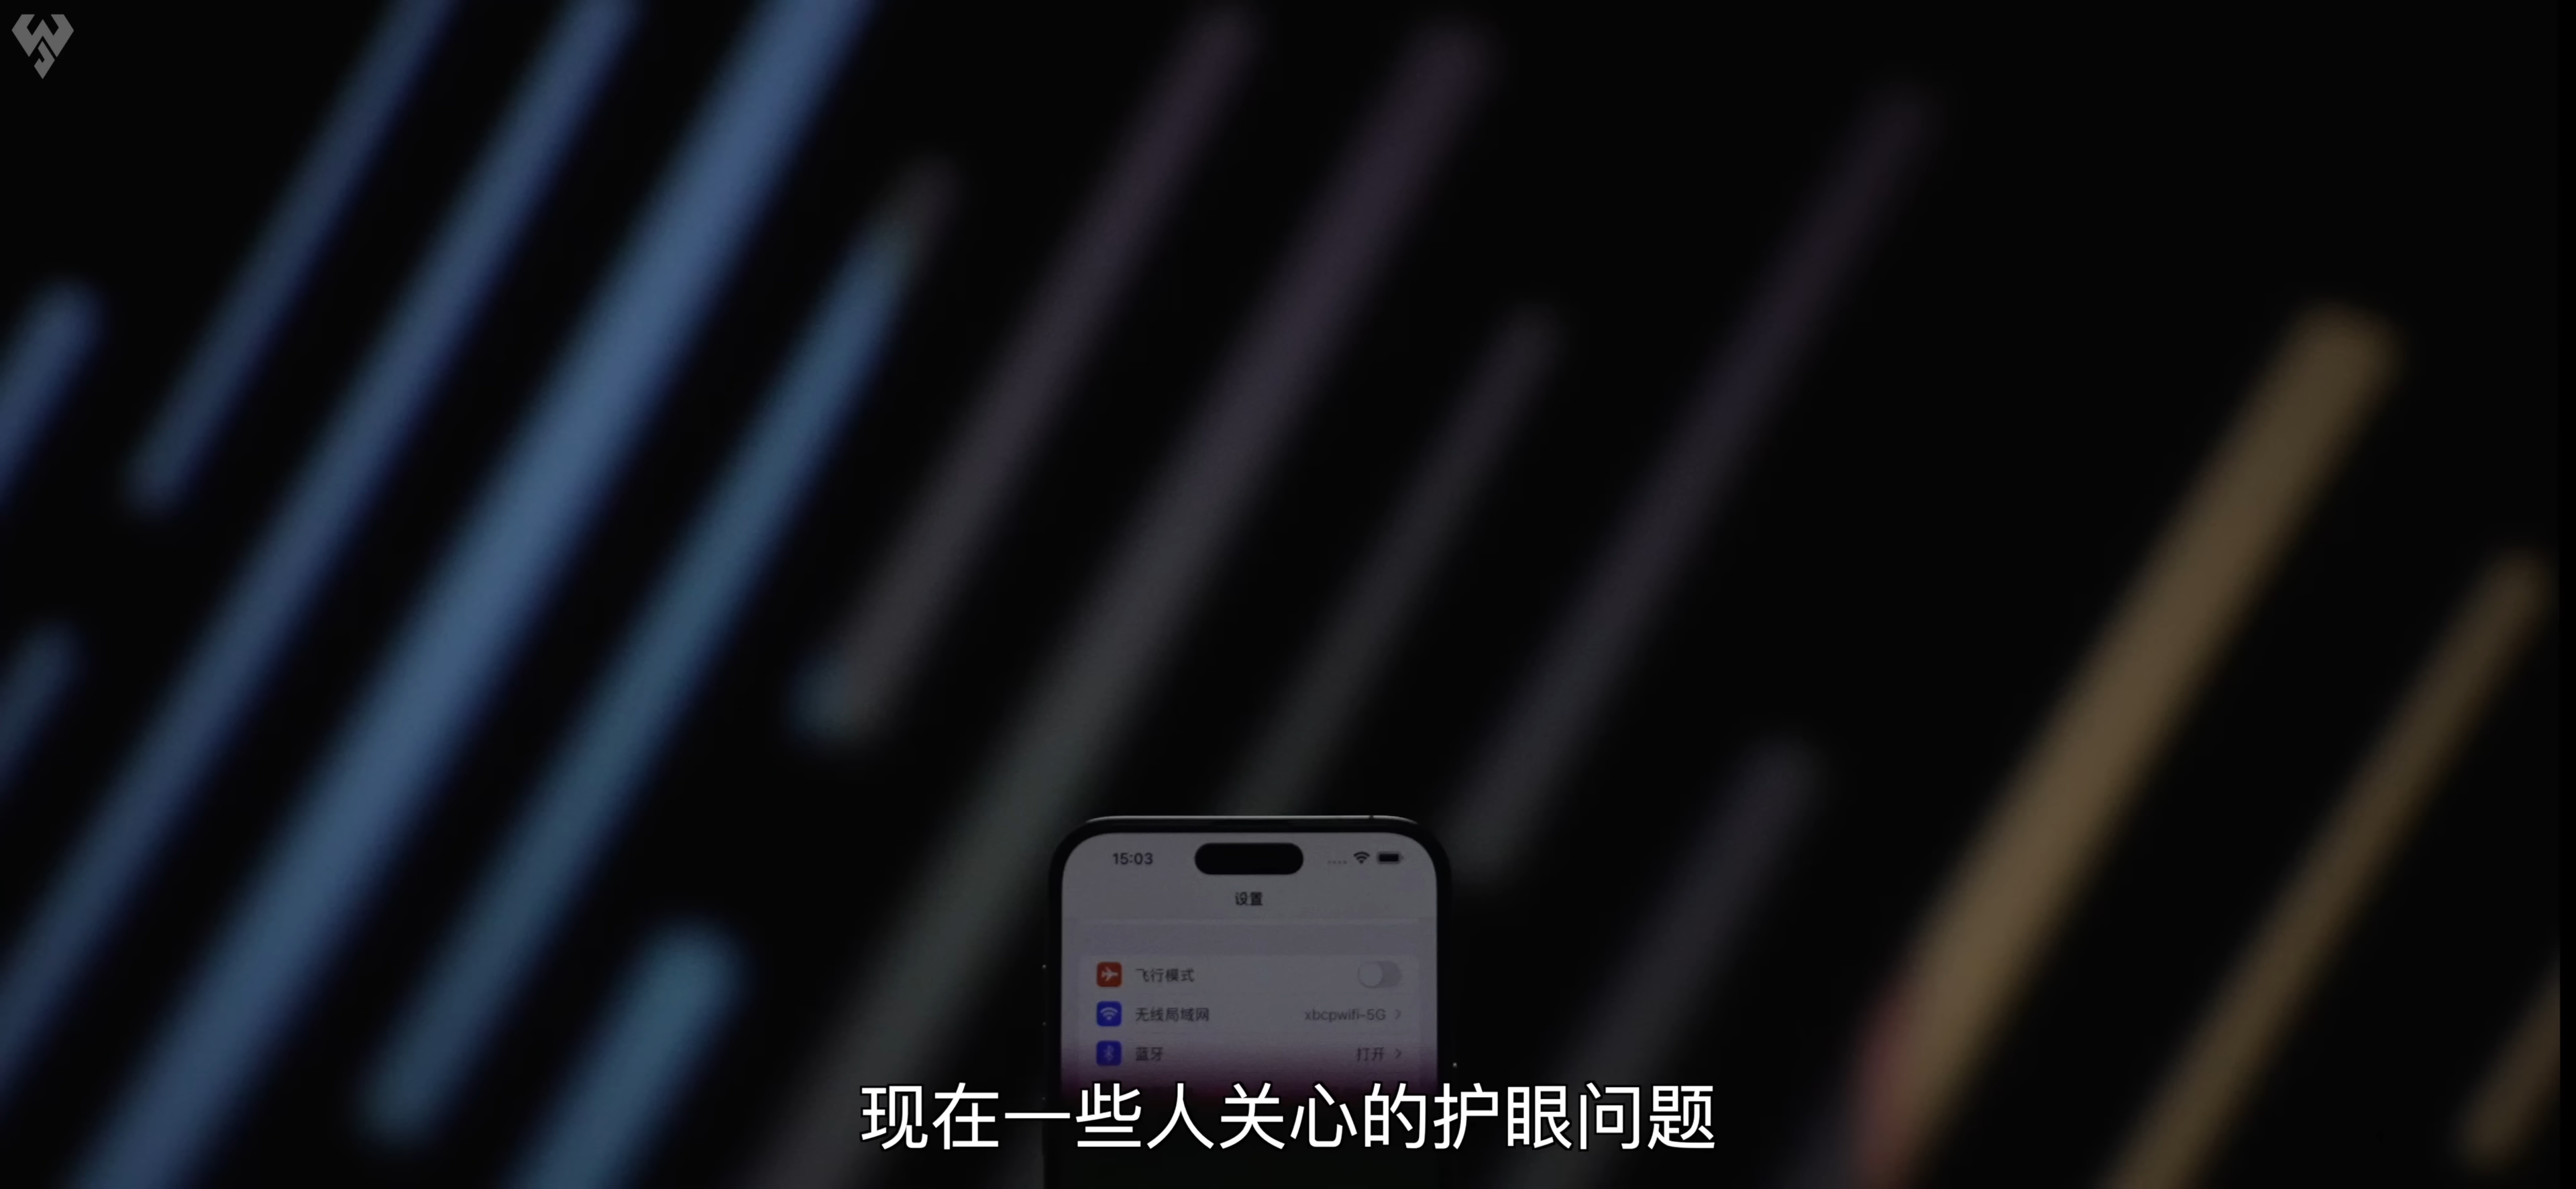 15:03
设置
飞行模式
无线局域网 xbcpwifi-5G
蓝牙 打开
现在一些人关心的护眼问题